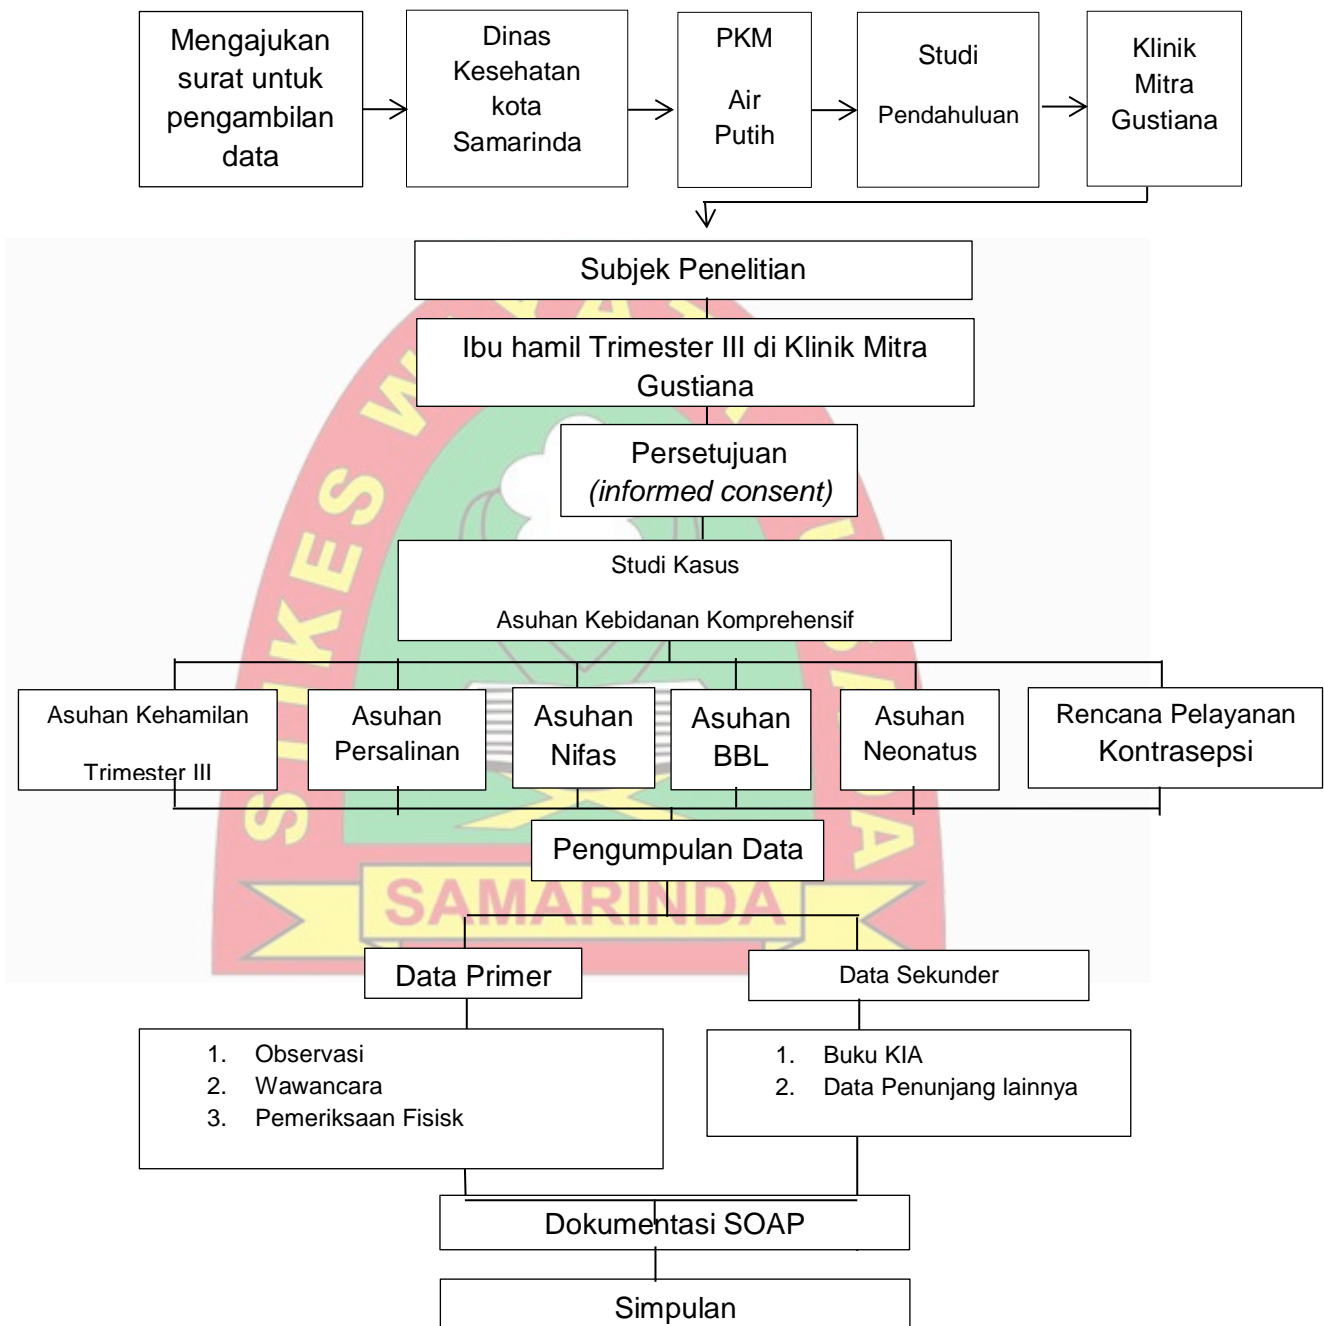 Mengajukan
surat untuk
pengambilan
data
Dinas
Kesehatan
kota
Samarinda
PKM
Air
Putih
Studi
Pendahuluan
Klinik
Mitra
Gustiana
Subjek Penelitian
Ibu hamil Trimester III di Klinik Mitra
Gustiana
Persetujuan
(informed consent)
Studi Kasus
Asuhan Kebidanan Komprehensif
Asuhan Kehamilan
Trimester III
Asuhan
Persalinan
Asuhan
Nifas
Asuhan
BBL
Asuhan
Neonatus
Rencana Pelayanan
Kontrasepsi
Pengumpulan Data
SAMARINDA
Data Primer
Data Sekunder
1. Observasi
2. Wawancara
3. Pemeriksaan Fisisk
1. Buku KIA
2. Data Penunjang lainnya
Dokumentasi SOAP
Simpulan